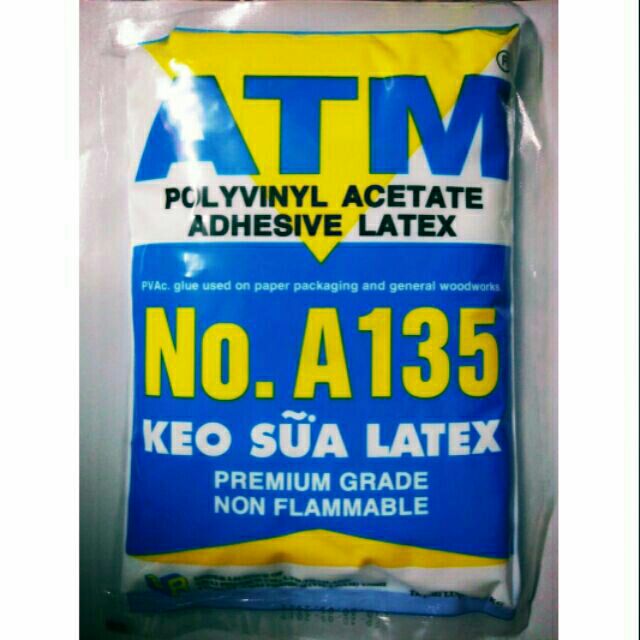 ATM®
POLYVINYL ACETATE
ADHESIVE LATEX
PVAc. glue used on paper packaging and general woodworks
No. A135
KEO SỮA LATEX
PREMIUM GRADE
NON FLAMMABLE